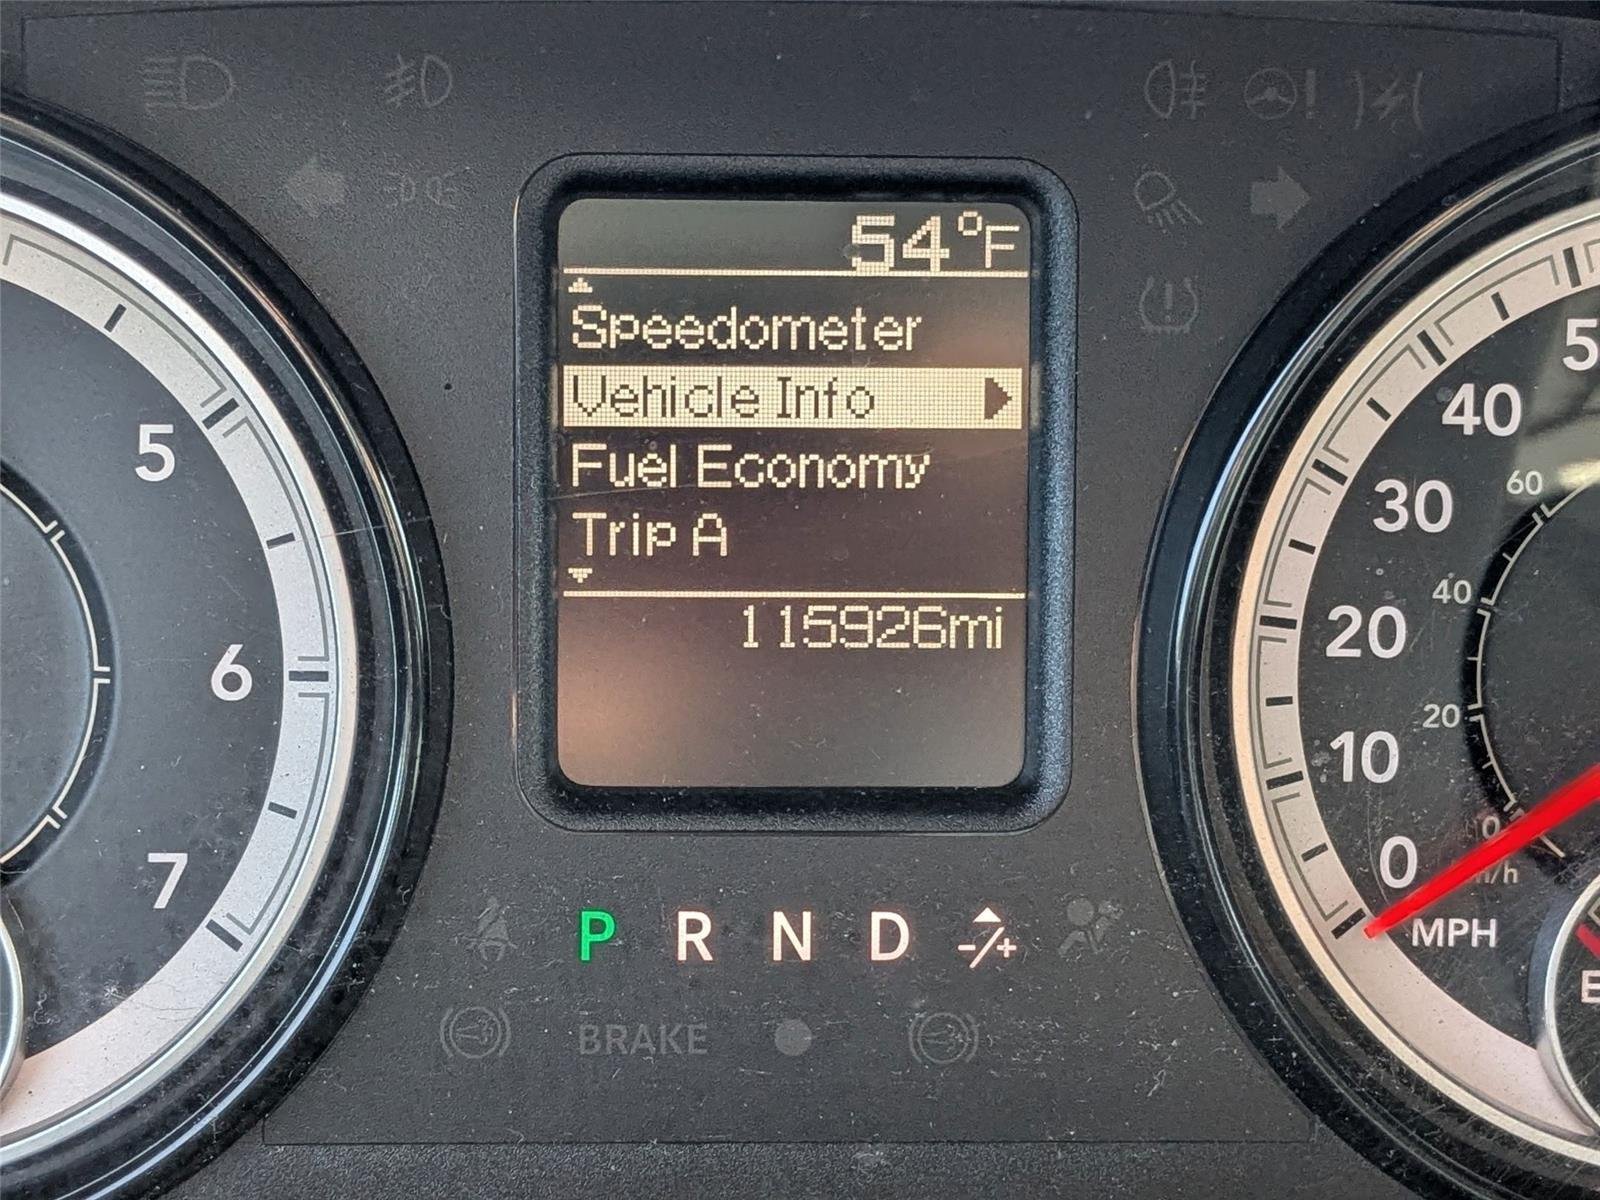 54°F
Speedometer
Vehicle Info
Fuel Economy
Trip A
115926mi
5
6
7
40
30
20
10
0
MPH
60
40
20
P R N D -/+
BRAKE